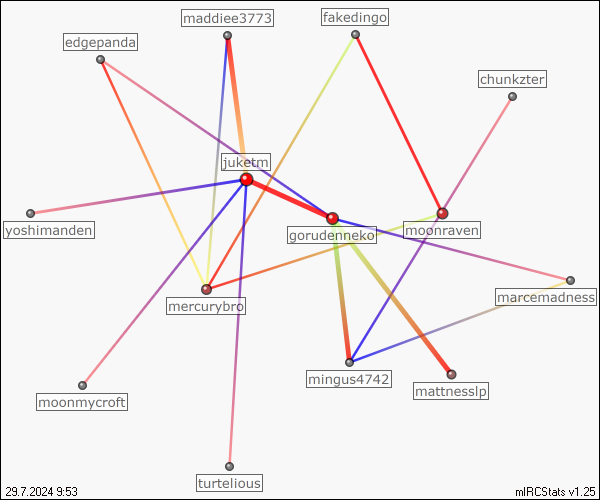 maddiee3773
fakedingo
edgepanda
chunkzter
juketm
yoshimanden
gorudenneko
moonraven
marcemadness
mercurybro
mingus4742
mattnesslp
moonmycroft
turtelious
29.7.2024 9:53
mIRCStats v1.25